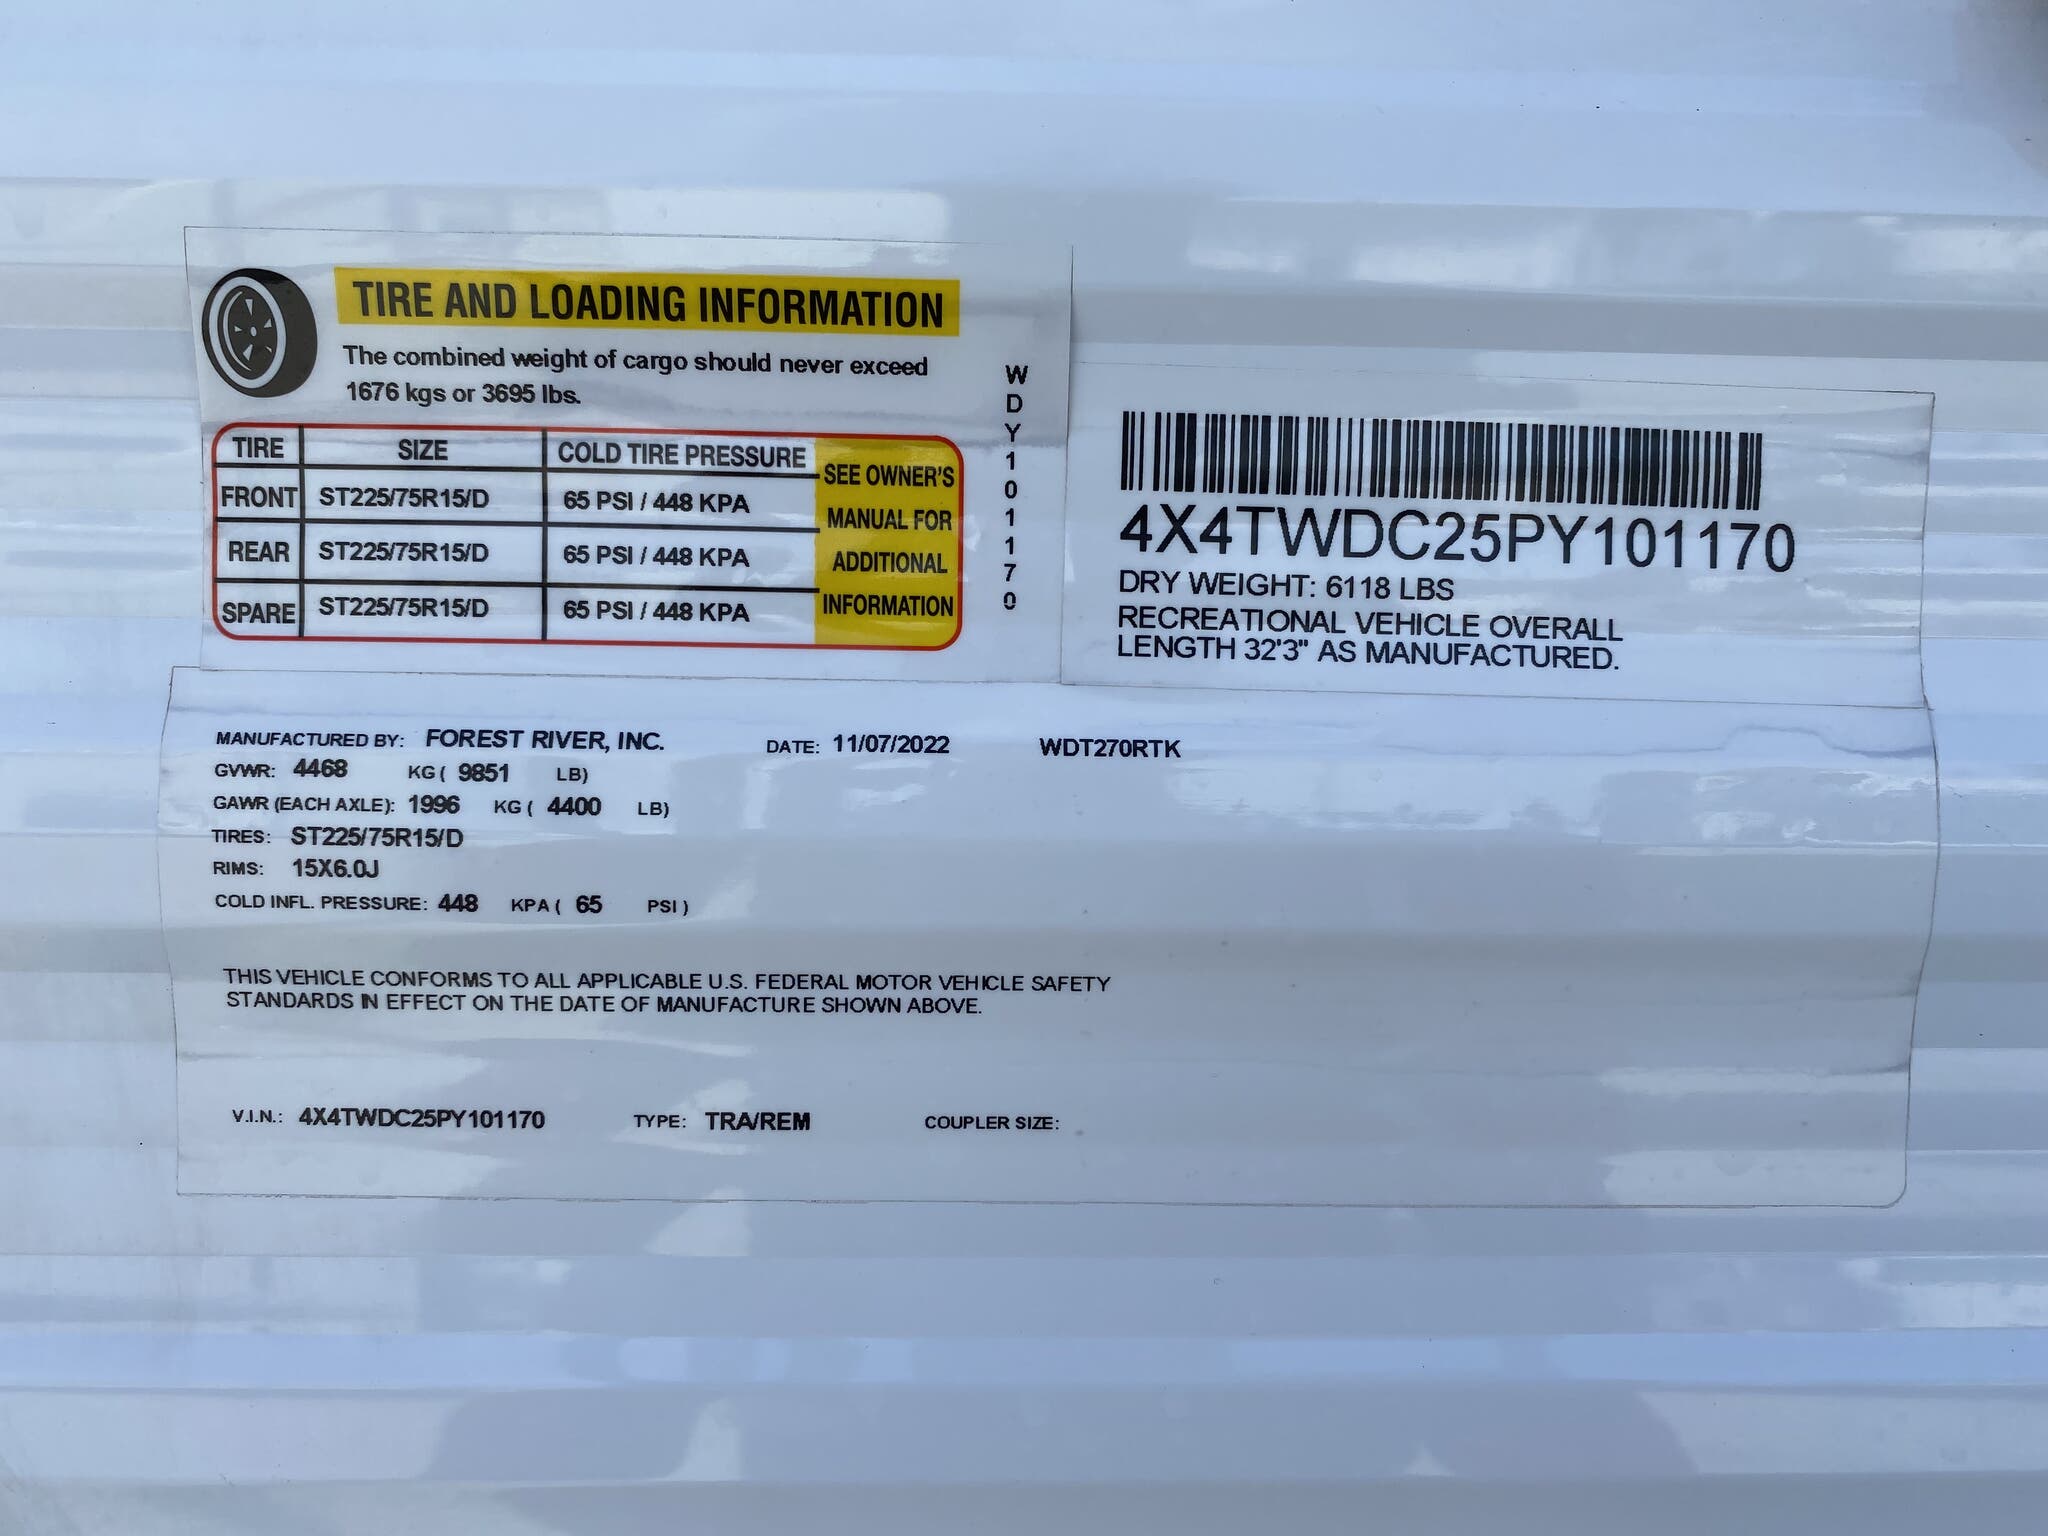 TIRE AND LOADING INFORMATION
The combined weight of cargo should never exceed
1676 kgs or 3695 lbs.
TIRE SIZE COLD TIRE PRESSURE
FRONT ST225/75R15/D 65 PSI / 448 KPA
REAR ST225/75R15/D 65 PSI / 448 KPA
SPARE ST225/75R15/D 65 PSI / 448 KPA
SEE OWNER'S
MANUAL FOR
ADDITIONAL
INFORMATION
WDY101170
4X4TWDC25PY101170
DRY WEIGHT: 6118 LBS
RECREATIONAL VEHICLE OVERALL
LENGTH 32'3" AS MANUFACTURED.
MANUFACTURED BY: FOREST RIVER, INC. DATE: 11/07/2022 WDT270RTK
GVWR: 4468 KG ( 9851 LB)
GAWR (EACH AXLE): 1996 KG ( 4400 LB)
TIRES: ST225/75R15/D
RIMS: 15X6.0J
COLD INFL. PRESSURE: 448 KPA ( 65 PSI )
THIS VEHICLE CONFORMS TO ALL APPLICABLE U.S. FEDERAL MOTOR VEHICLE SAFETY
STANDARDS IN EFFECT ON THE DATE OF MANUFACTURE SHOWN ABOVE.
V.I.N.: 4X4TWDC25PY101170 TYPE: TRA/REM COUPLER SIZE: